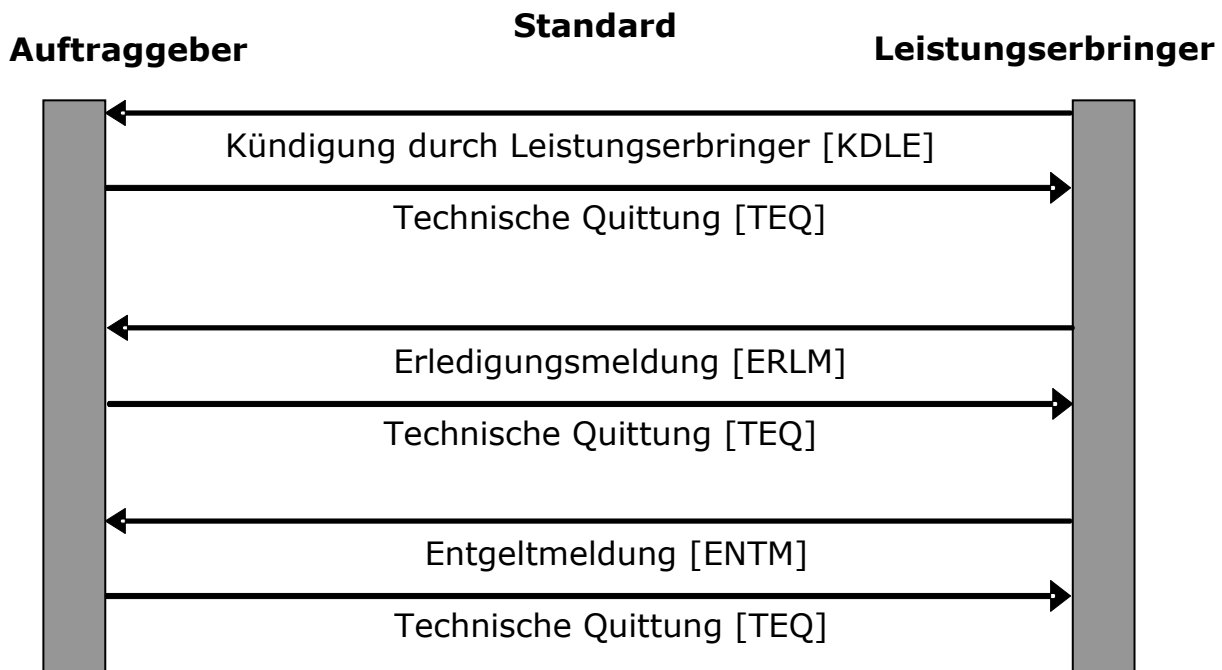 Standard
Auftraggeber
Leistungserbringer
Kündigung durch Leistungserbringer [KDLE]
Technische Quittung [TEQ]
Erledigungsmeldung [ERLM]
Technische Quittung [TEQ]
Entgeltmeldung [ENTM]
Technische Quittung [TEQ]